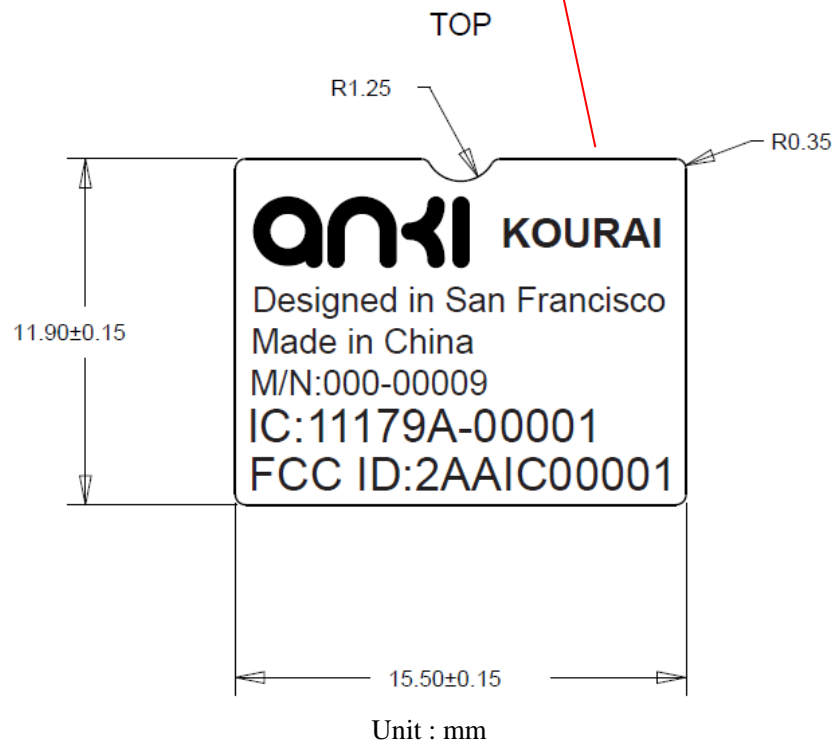 TOP
R1.25
R0.35
anki KOURAI
Designed in San Francisco
Made in China
11.90±0.15
M/N:000-00009
IC:11179A-00001
FCC ID:2AAIC00001
15.50±0.15
Unit : mm